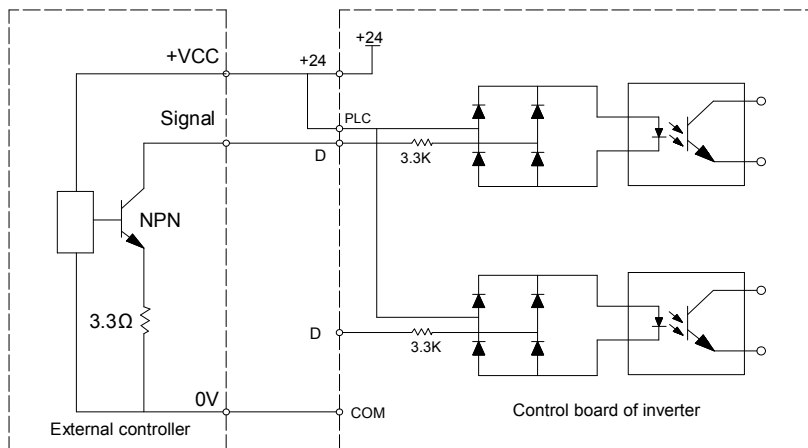 +24
+VCC
+24
PLC
Signal
D
3.3K
NPN
3.3Ω
D
3.3K
0V
COM
External controller
Control board of inverter